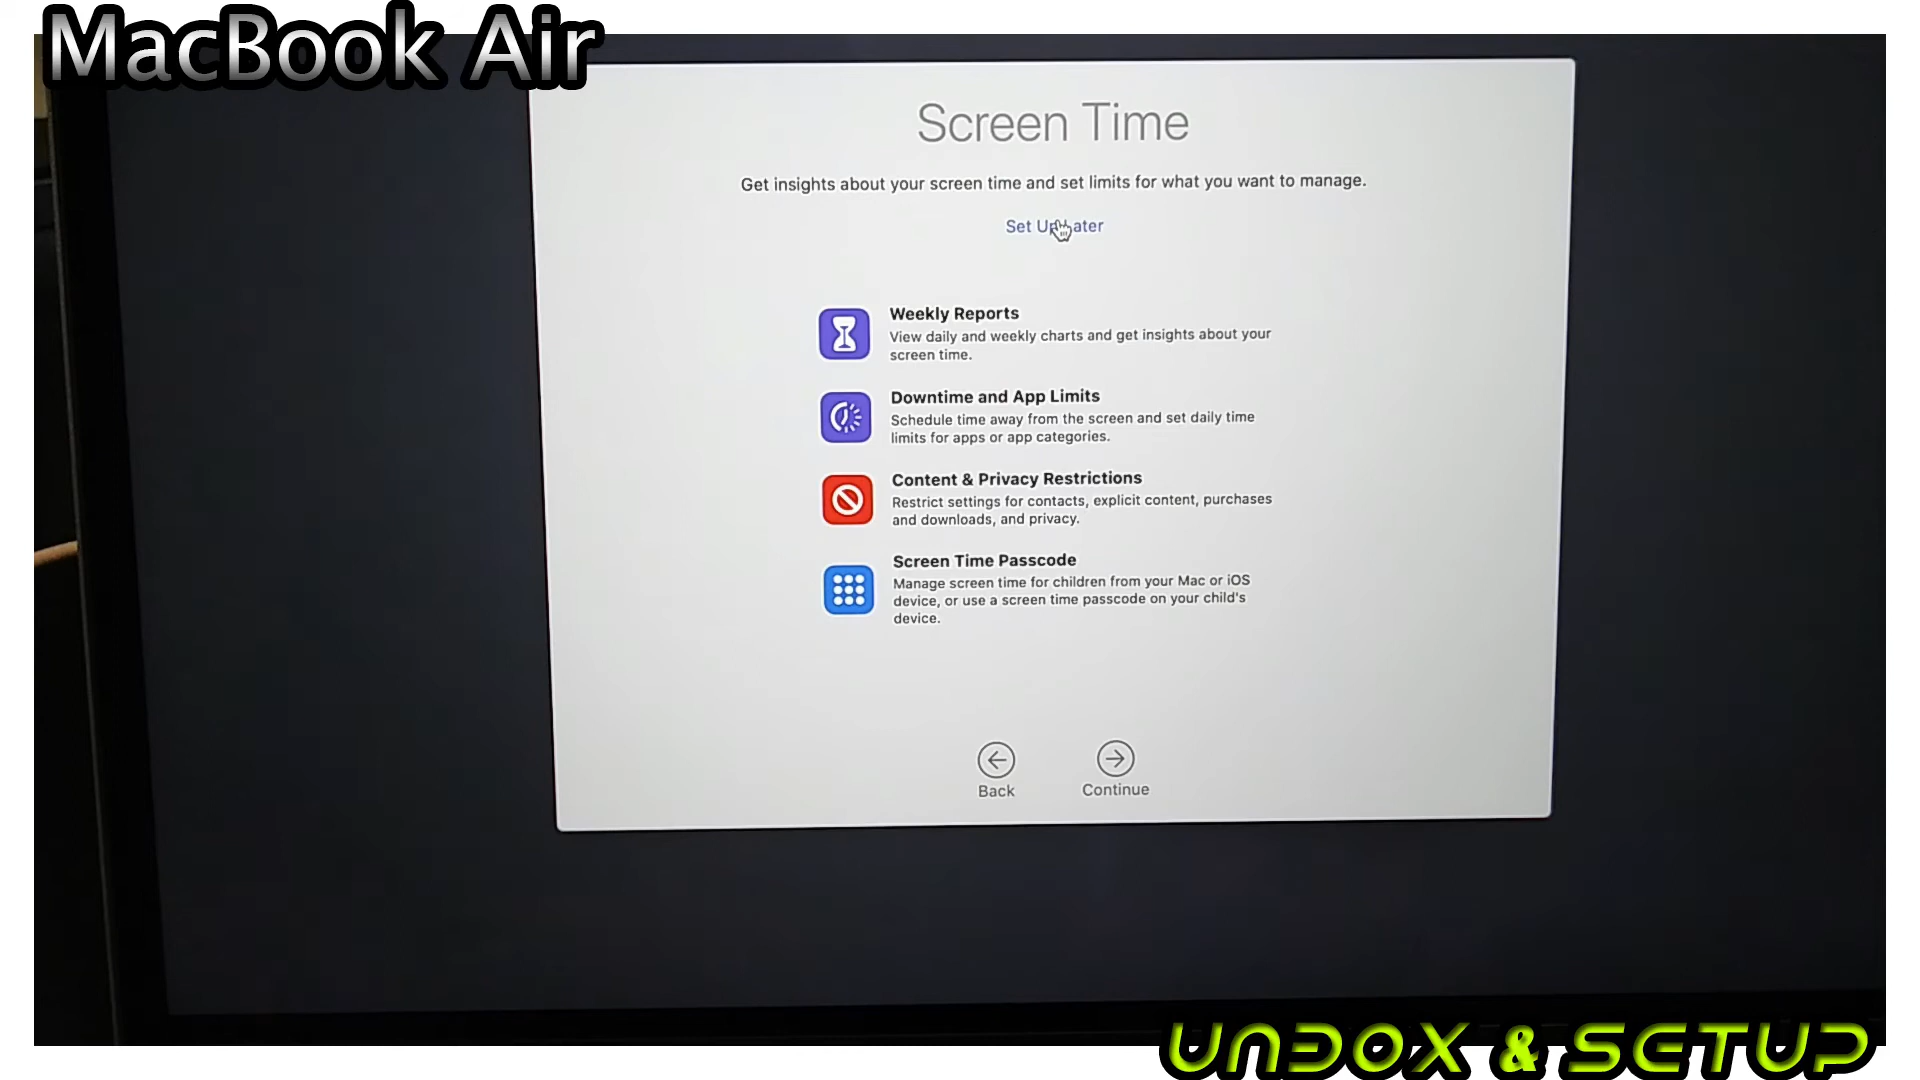 MacBook Air
Screen Time
Get insights about your screen time and set limits for what you want to manage.
Set Up Later
Weekly Reports
View daily and weekly charts and get insights about your
screen time.
Downtime and App Limits
Schedule time away from the screen and set daily time
limits for apps or app categories.
Content & Privacy Restrictions
Restrict settings for contacts, explicit content, purchases
and downloads, and privacy.
Screen Time Passcode
Manage screen time for children from your Mac or iOS
device, or use a screen time passcode on your child's
device.
Back
Continue
UNBOX & SETUP